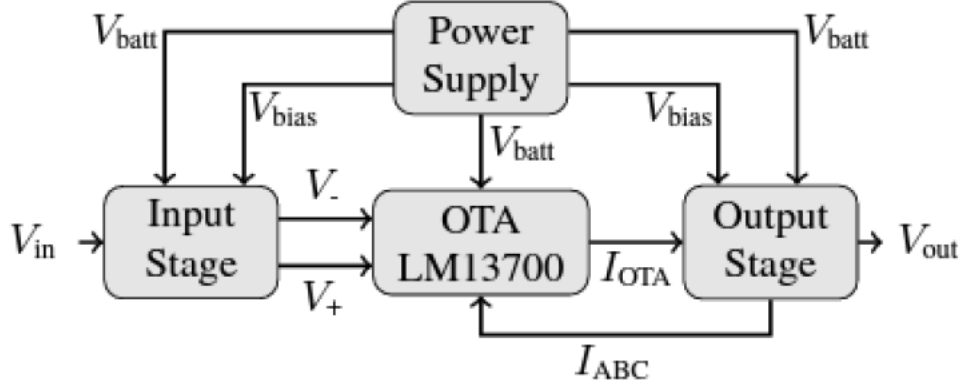 Power
Supply
V_batt
V_batt
V_bias
V_bias
V_batt
V_in
Input
Stage
V_-
V_+
OTA
LM13700
I_OTA
Output
Stage
V_out
I_ABC